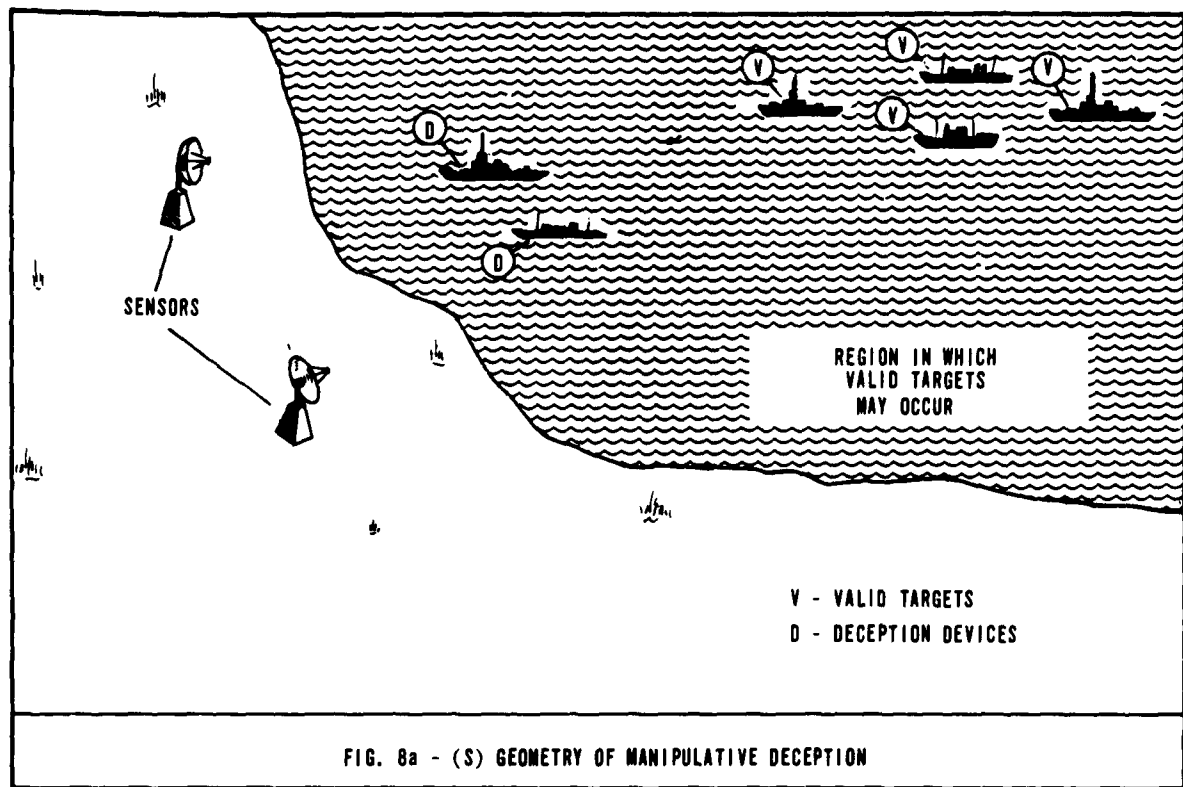 V
V
V
V
D
D
SENSORS
REGION IN WHICH
VALID TARGETS
MAY OCCUR
V - VALID TARGETS
D - DECEPTION DEVICES
FIG. 8a - (S) GEOMETRY OF MANIPULATIVE DECEPTION